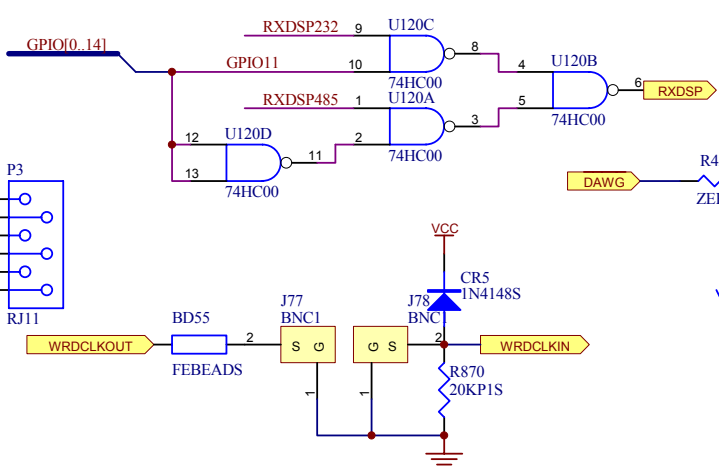 RXDSP232
9
U120C
8
GPIO[0..14]
GPIO11
10
74HC00
4
U120B
6
RXDSP
RXDSP485
1
U120A
3
5
74HC00
12
U120D
11
2
74HC00
13
74HC00
P3
RJ11
DAWG
R4
VCC
CR5
1N4148S
J77
BNC1
J78
BNC1
BD55
WRDCLKOUT
2
S G
G S
2
WRDCLKIN
FEBEADS
1
1
R870
20KP1S